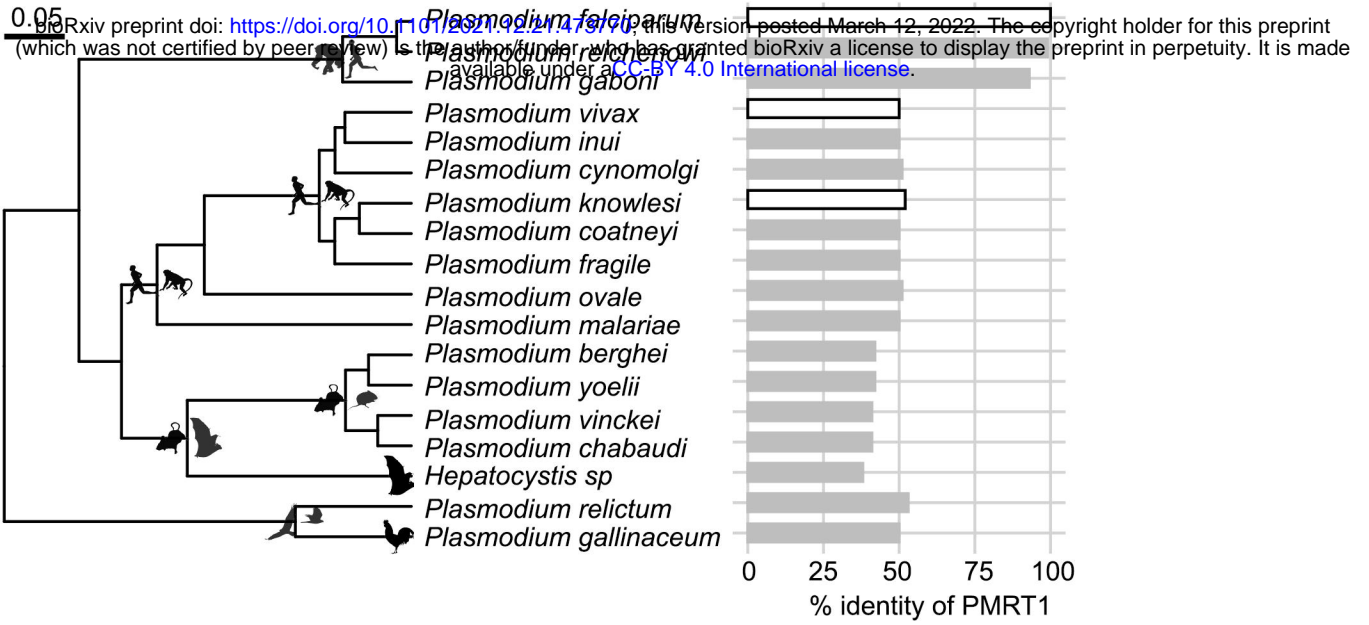 0.05
bioRxiv preprint doi: https://doi.org/10.1101/2021.12.21.473770; this version posted March 12, 2022. The copyright holder for this preprint
(which was not certified by peer review) is the author/funder, who has granted bioRxiv a license to display the preprint in perpetuity. It is made
available under aCC-BY 4.0 International license.
Plasmodium falciparum
Plasmodium reichenowi
Plasmodium gaboni
Plasmodium vivax
Plasmodium inui
Plasmodium cynomolgi
Plasmodium knowlesi
Plasmodium coatneyi
Plasmodium fragile
Plasmodium ovale
Plasmodium malariae
Plasmodium berghei
Plasmodium yoelii
Plasmodium vinckei
Plasmodium chabaudi
Hepatocystis sp
Plasmodium relictum
Plasmodium gallinaceum
0 25 50 75 100
% identity of PMRT1